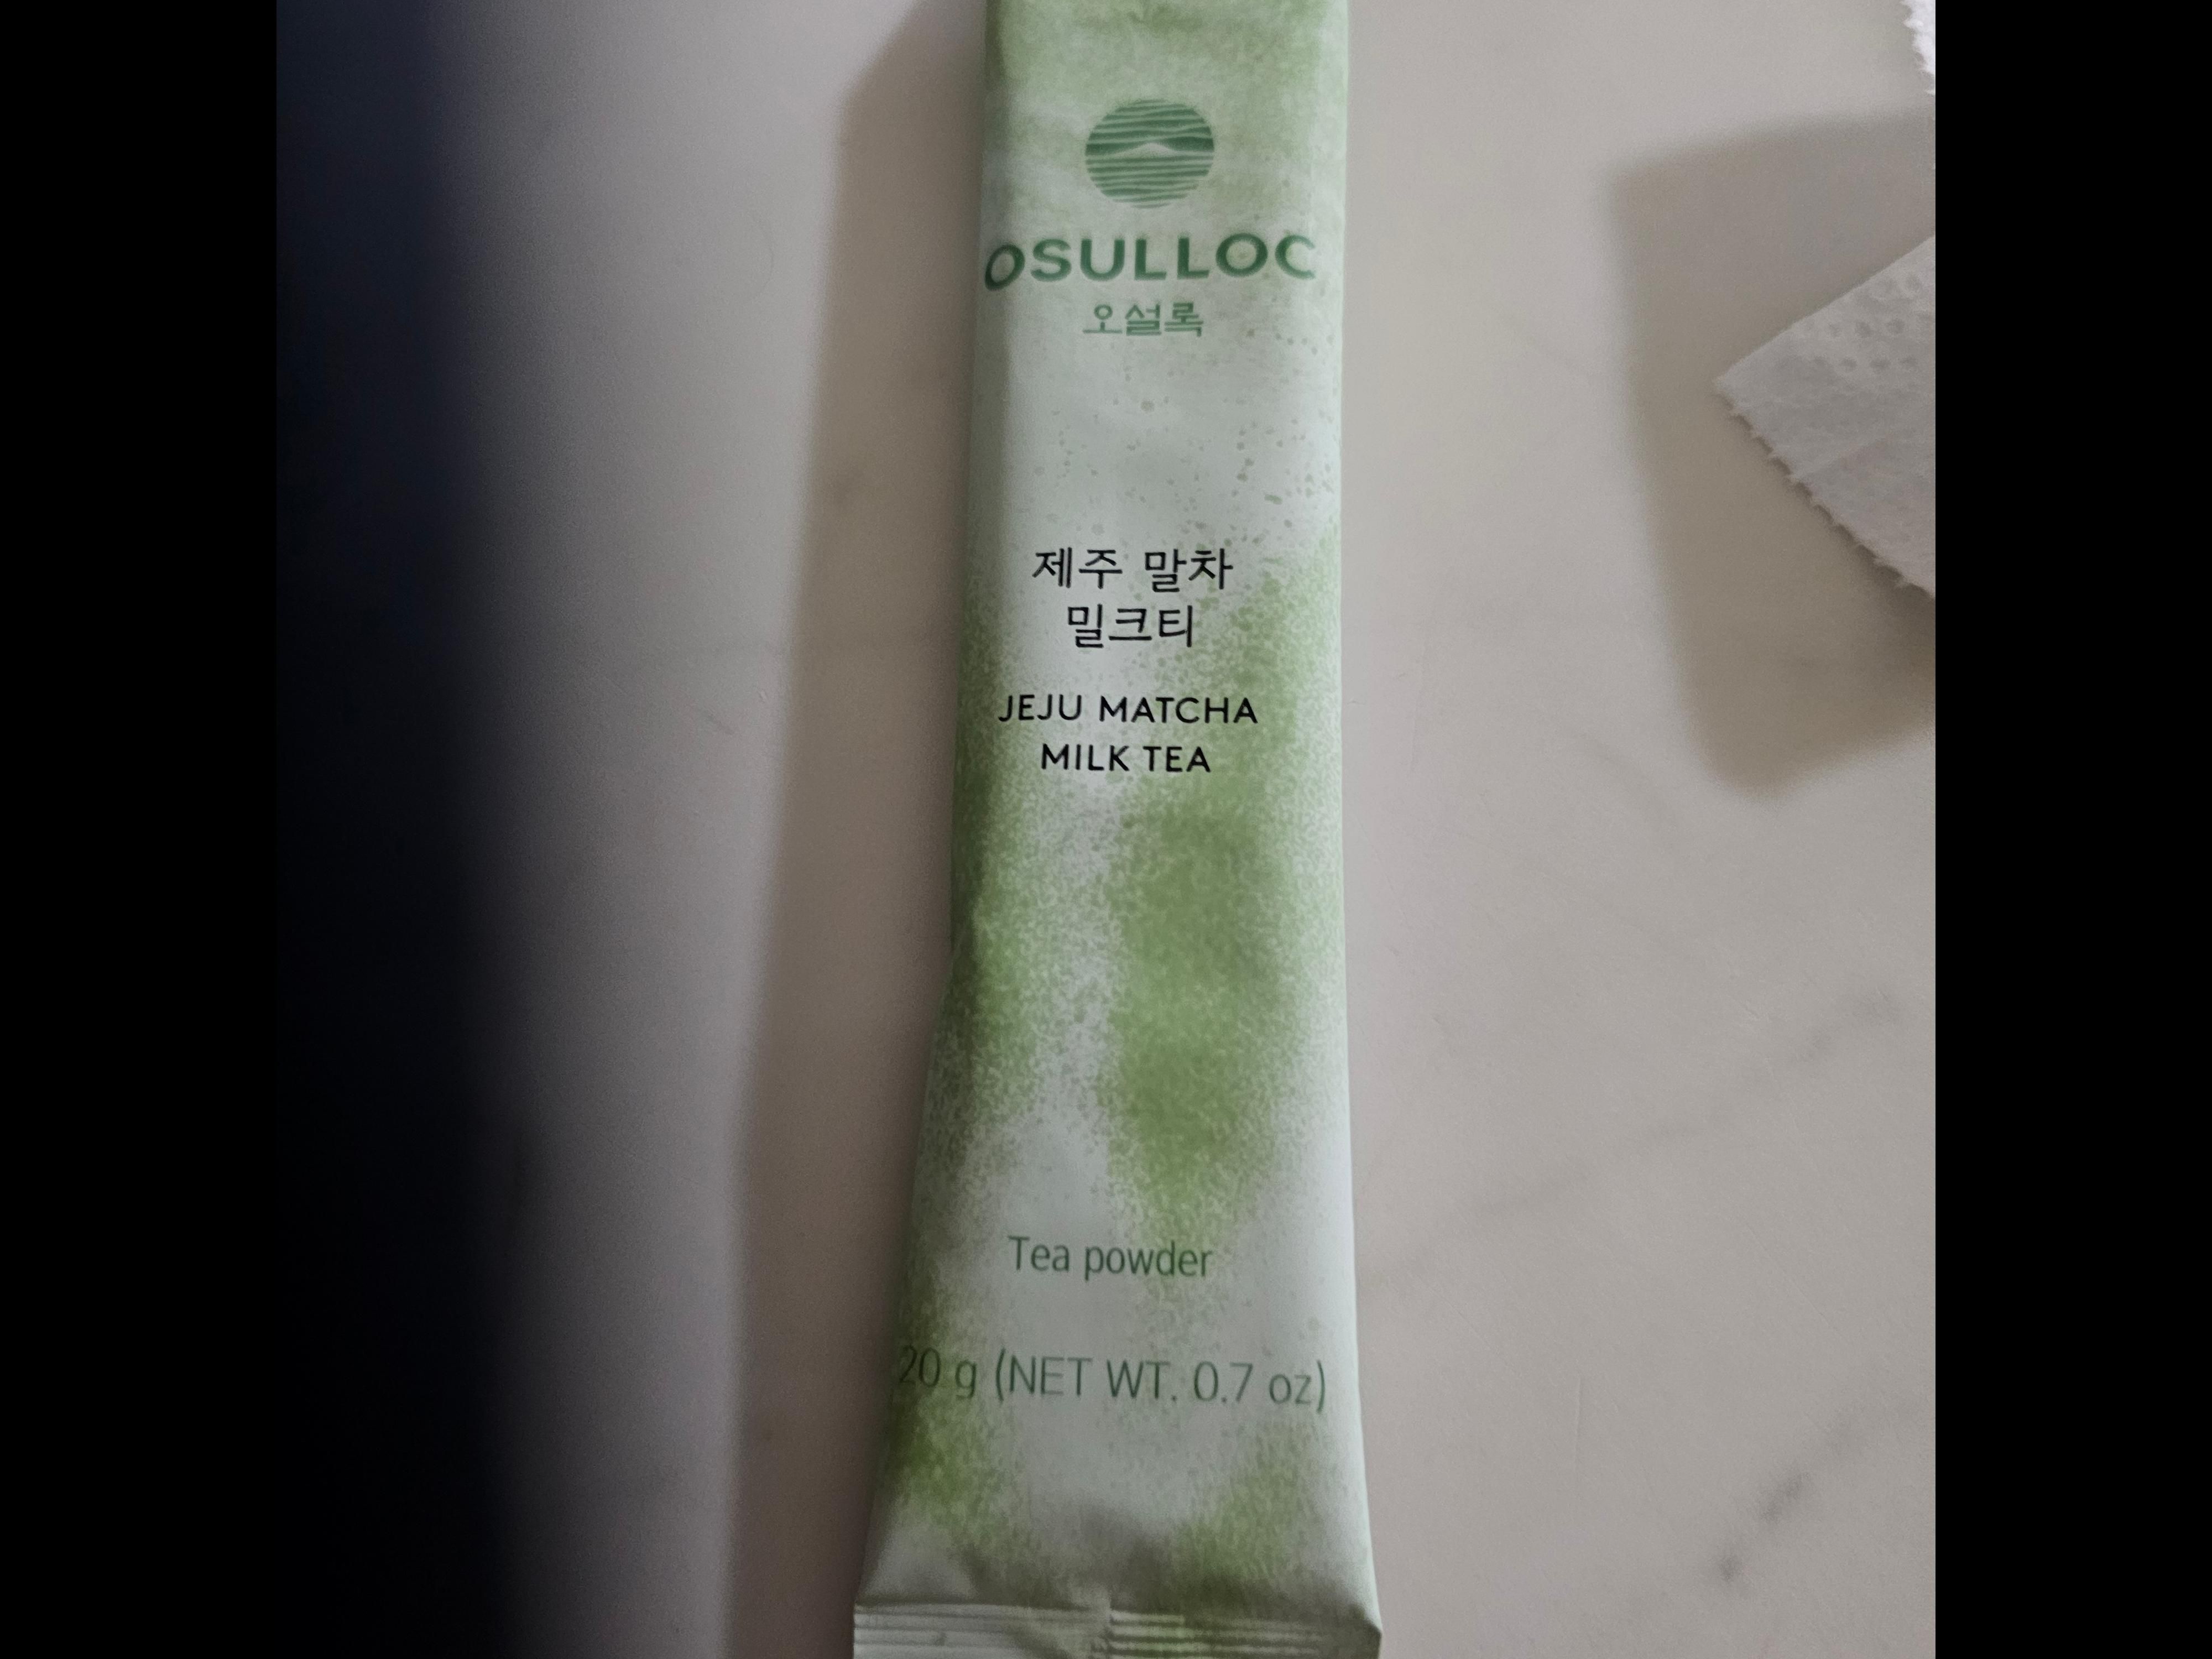 OSULLOC
오설록
제주 말차
밀크티
JEJU MATCHA
MILK TEA
Tea powder
20 g (NET WT. 0.7 oz)